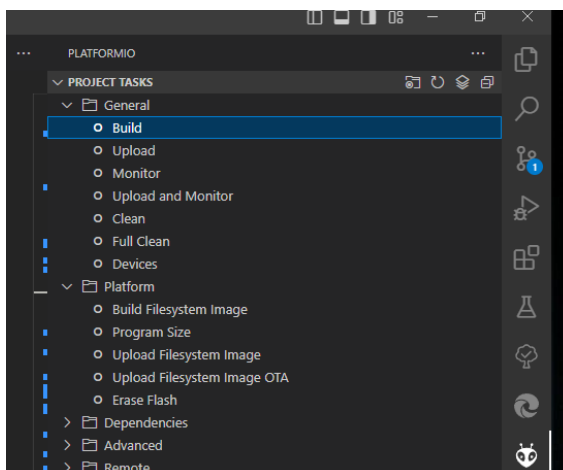 PLATFORMIO
PROJECT TASKS
General
Build
Upload
Monitor
Upload and Monitor
Clean
Full Clean
Devices
Platform
Build Filesystem Image
Program Size
Upload Filesystem Image
Upload Filesystem Image OTA
Erase Flash
Dependencies
Advanced
Remote
1